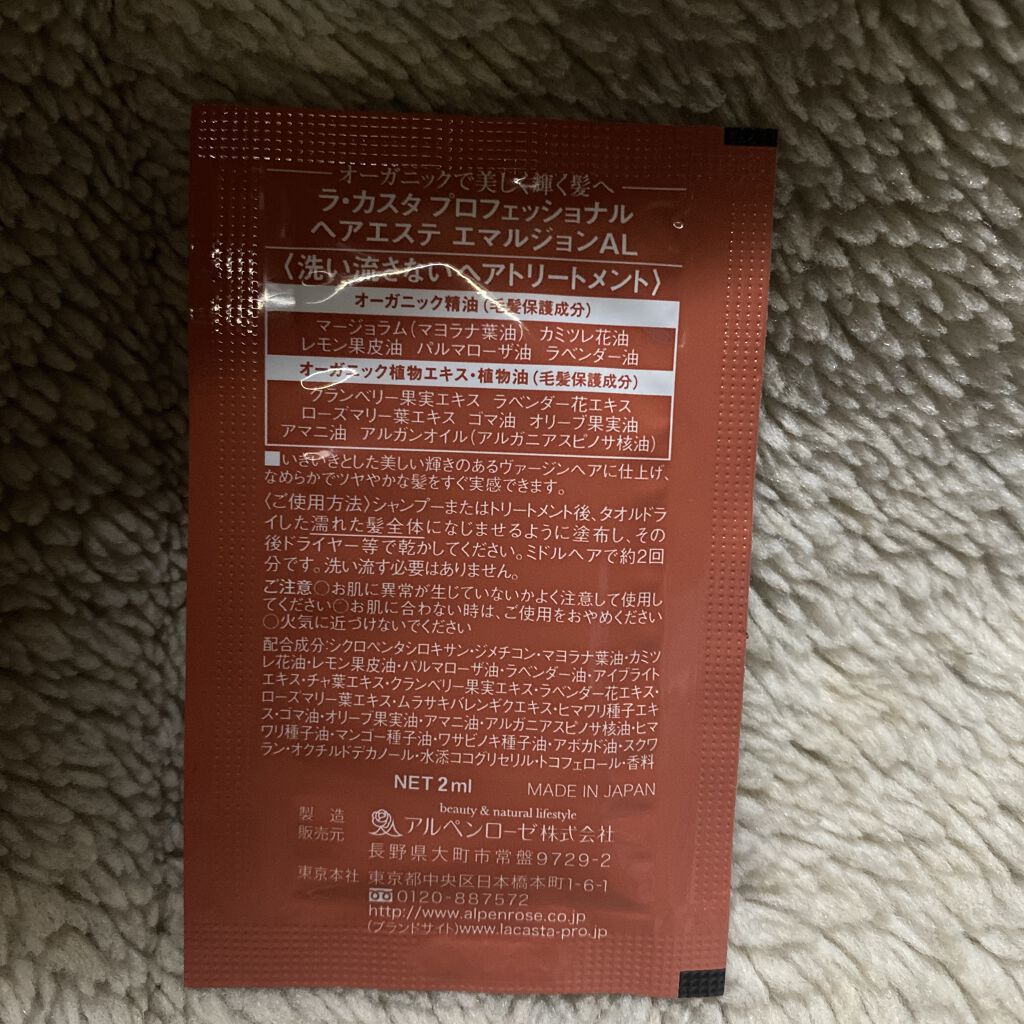 オーガニックで美しく輝く髪へ
ラ・カスタ プロフェッショナル
ヘアエステ エマルジョンAL
〈洗い流さないヘアトリートメント〉
オーガニック精油(毛髪保護成分)
マージョラム(マヨラナ葉油) カミツレ花油
レモン果皮油 パルマローザ油 ラベンダー油
オーガニック植物エキス・植物油(毛髪保護成分)
クランベリー果実エキス ラベンダー花エキス
ローズマリー葉エキス ゴマ油 オリーブ果実油
アマニ油 アルガンオイル(アルガニアスピノサ核油)
■いきいきとした美しい輝きのあるヴァージンヘアに仕上げ、
なめらかでツヤやかな髪をすぐ実感できます。
〈ご使用方法〉シャンプーまたはトリートメント後、タオルドラ
イした濡れた髪全体になじませるように塗布し、その
後ドライヤー等で乾かしてください。ミドルヘアで約2回
分です。洗い流す必要はありません。
ご注意○お肌に異常が生じていないかよく注意して使用し
てください○お肌に合わない時は、ご使用をおやめください
○火気に近づけないでください
配合成分:シクロペンタシロキサン・ジメチコン・マヨラナ葉油・カミツ
レ花油・レモン果皮油・パルマローザ油・ラベンダー油・アイブライト
エキス・チャ葉エキス・クランベリー果実エキス・ラベンダー花エキス・
ローズマリー葉エキス・ムラサキバレンギクエキス・ヒマワリ種子エキ
ス・ゴマ油・オリーブ果実油・アマニ油・アルガニアスピノサ核油・ヒマ
ワリ種子油・マンゴー種子油・ワサビノキ種子油・アボカド油・スクワ
ラン・オクチルドデカノール・水添ココグリセリル・トコフェロール・香料
NET 2ml MADE IN JAPAN
beauty & natural lifestyle
製造販売元 アルペンローゼ株式会社
長野県大町市常盤9729-2
東京本社 東京都中央区日本橋本町1-6-1
0120-887572
http://www.alpenrose.co.jp
(ブランドサイト)www.lacasta-pro.jp